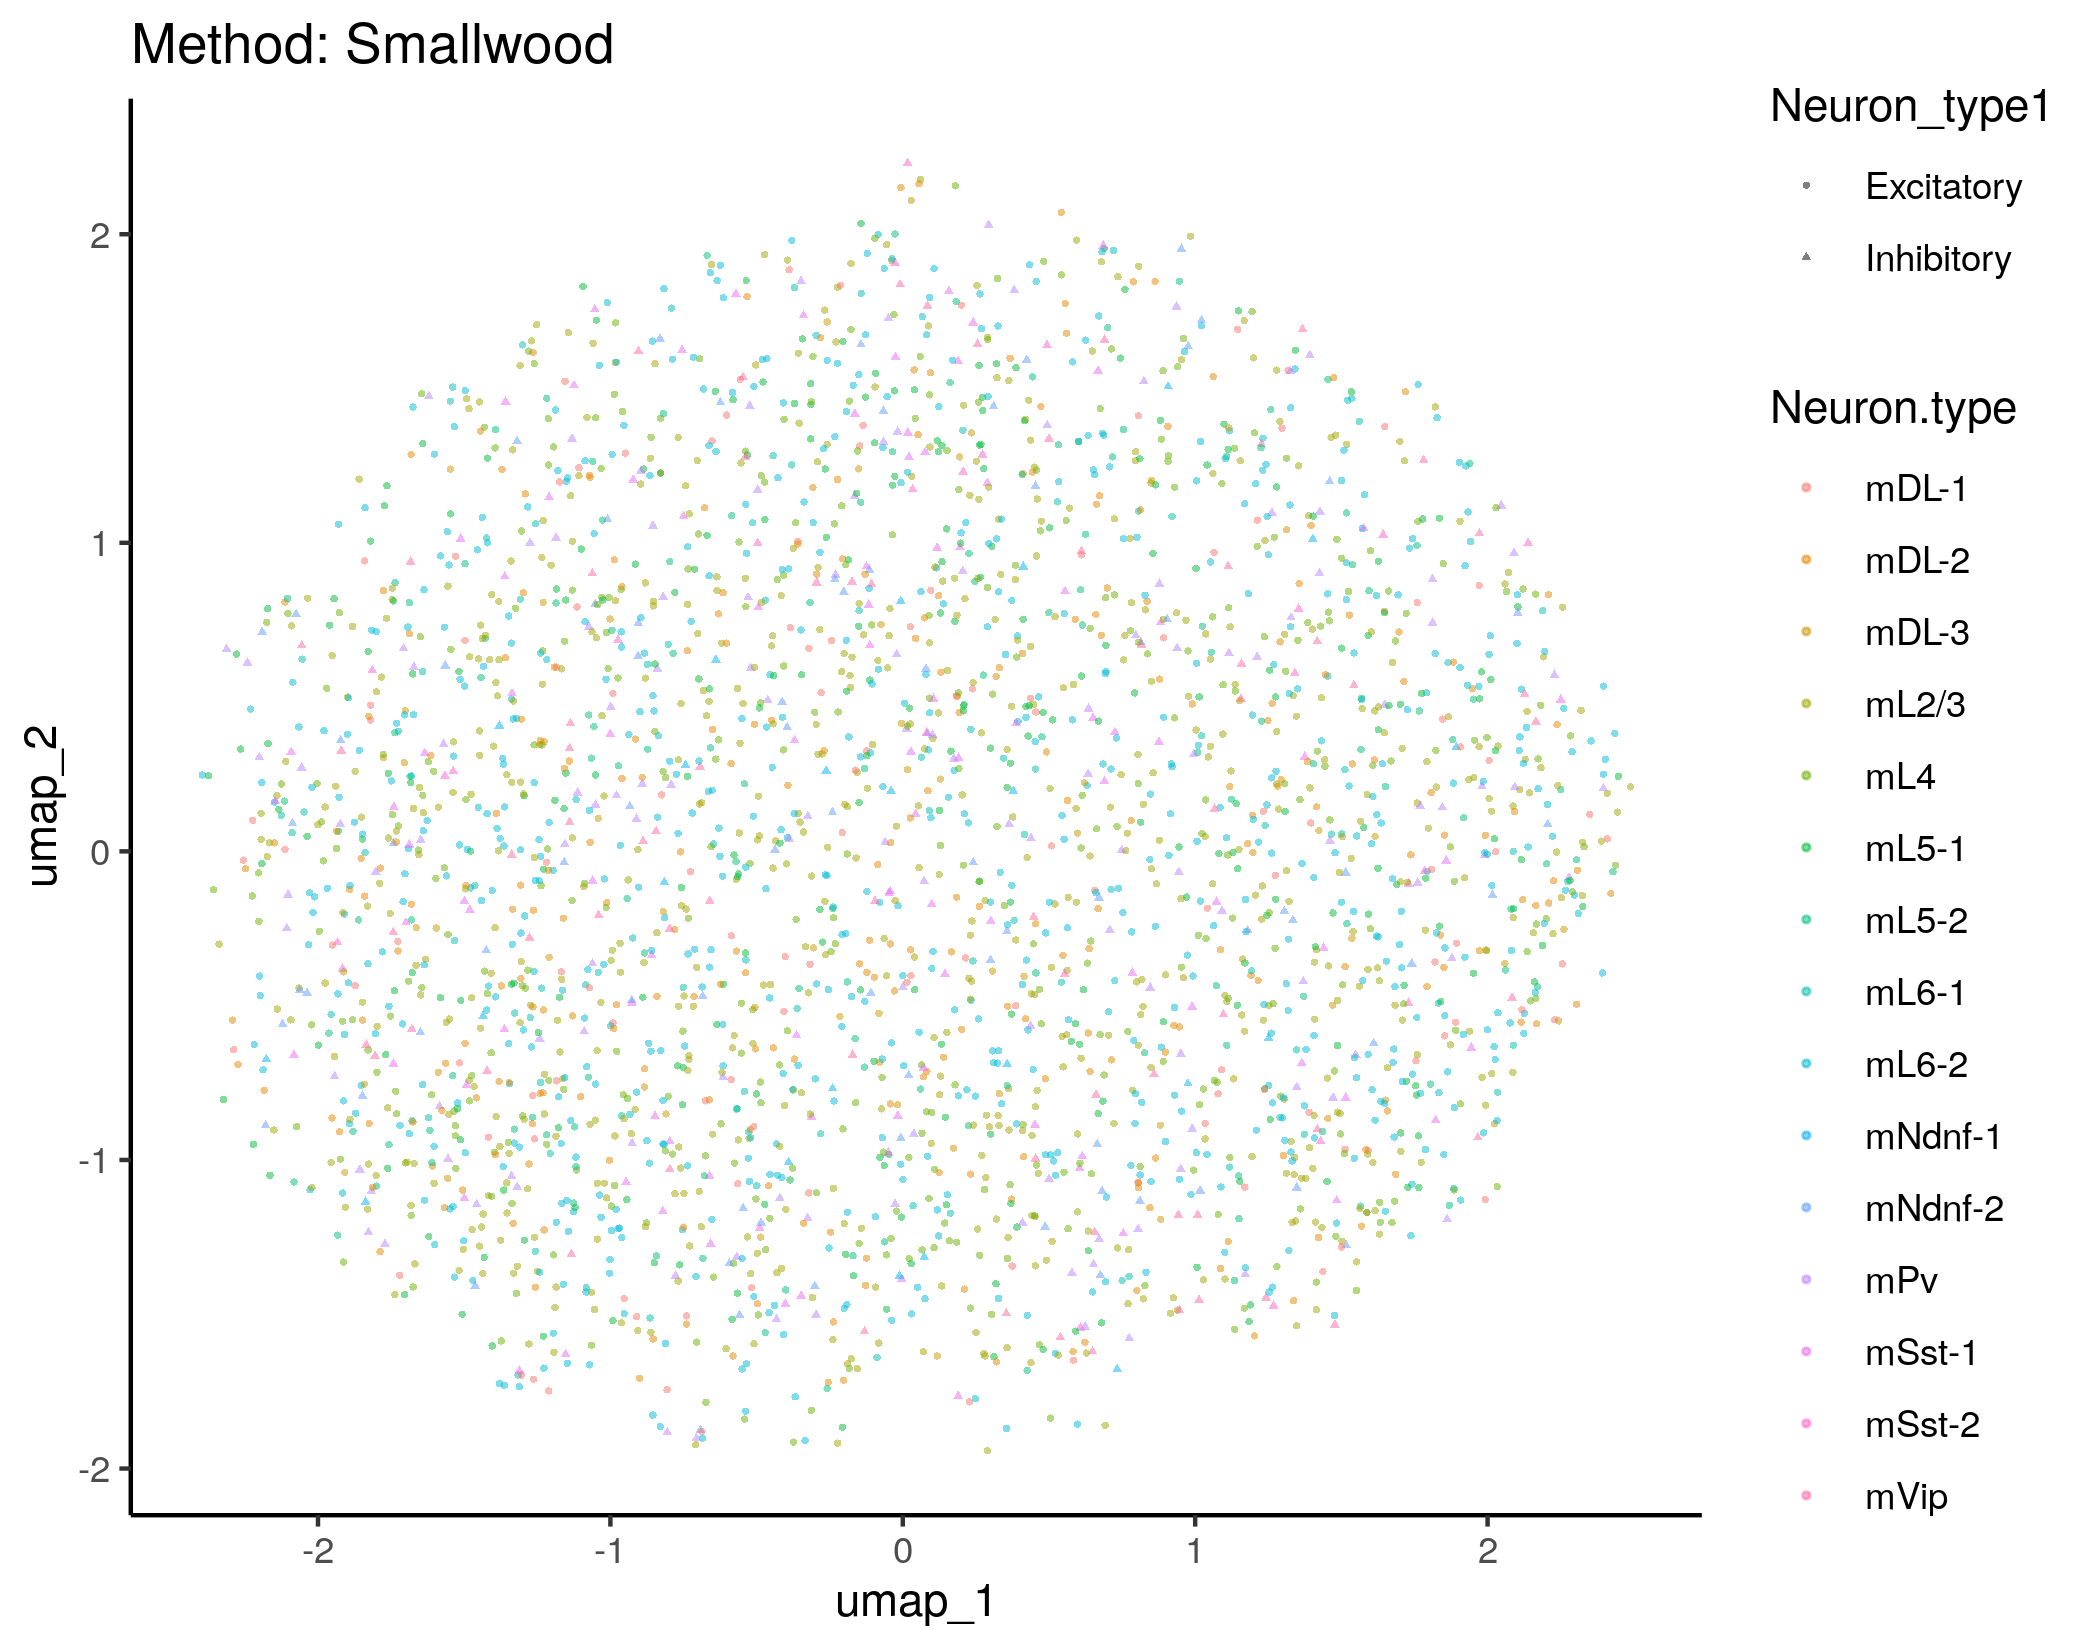 Method: Smallwood
umap_2
2
1
0
-1
-2
-2
-1
0
1
2
umap_1
Neuron_type1
Excitatory
Inhibitory
Neuron.type
mDL-1
mDL-2
mDL-3
mL2/3
mL4
mL5-1
mL5-2
mL6-1
mL6-2
mNdnf-1
mNdnf-2
mPv
mSst-1
mSst-2
mVip